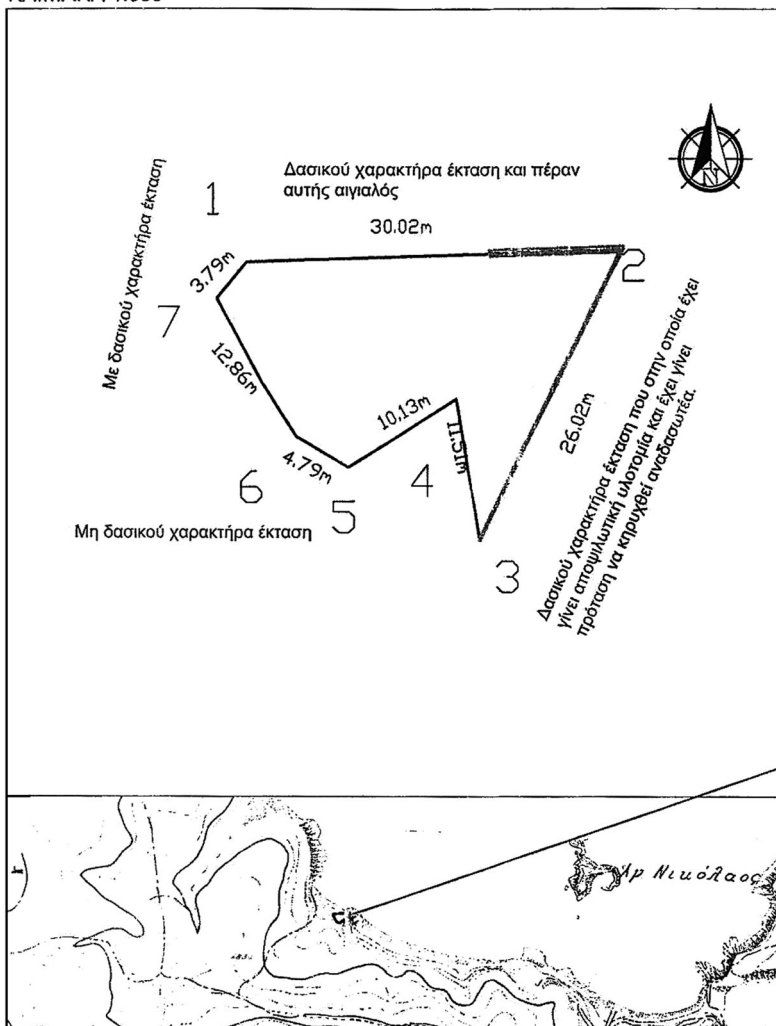 1
Δασικού χαρακτήρα έκταση και πέραν
αυτής αιγιαλός
30.02m
N
2
3.79m
Με δασικού χαρακτήρα έκταση
7
12.86m
10.13m
11.51m
26.02m
4.79m
4
6
5
Μη δασικού χαρακτήρα έκταση
3
Δασικού χαρακτήρα έκταση που στην οποία έχει
γίνει αποψιλωτική υλοτομία και έχει γίνει
πρόταση να κηρυχθεί αναδασωτέα.
Νικόλαος